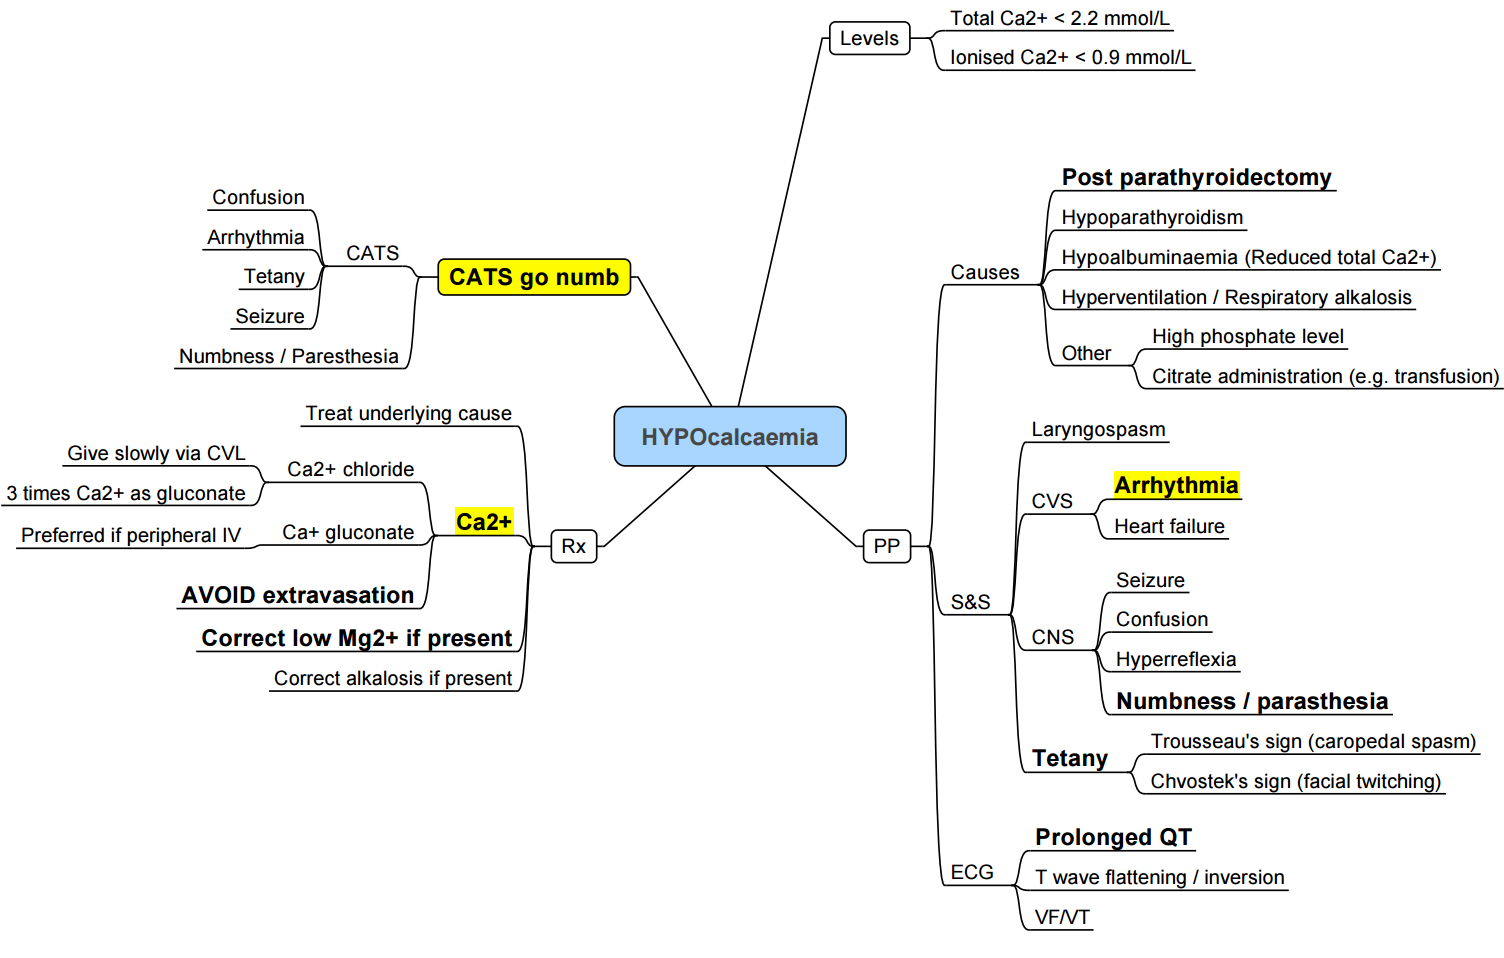 Levels
Total Ca2+ < 2.2 mmol/L
Ionised Ca2+ < 0.9 mmol/L
Confusion
Arrhythmia
Tetany
Seizure
CATS
Numbness / Paresthesia
CATS go numb
HYPOcalcaemia
Treat underlying cause
Give slowly via CVL
3 times Ca2+ as gluconate
Ca2+ chloride
Preferred if peripheral IV
Ca+ gluconate
Ca2+
AVOID extravasation
Correct low Mg2+ if present
Correct alkalosis if present
Rx
PP
Causes
Post parathyroidectomy
Hypoparathyroidism
Hypoalbuminaemia (Reduced total Ca2+)
Hyperventilation / Respiratory alkalosis
Other
High phosphate level
Citrate administration (e.g. transfusion)
S&S
Laryngospasm
CVS
Arrhythmia
Heart failure
CNS
Seizure
Confusion
Hyperreflexia
Numbness / parasthesia
Tetany
Trousseau's sign (caropedal spasm)
Chvostek's sign (facial twitching)
ECG
Prolonged QT
T wave flattening / inversion
VF/VT